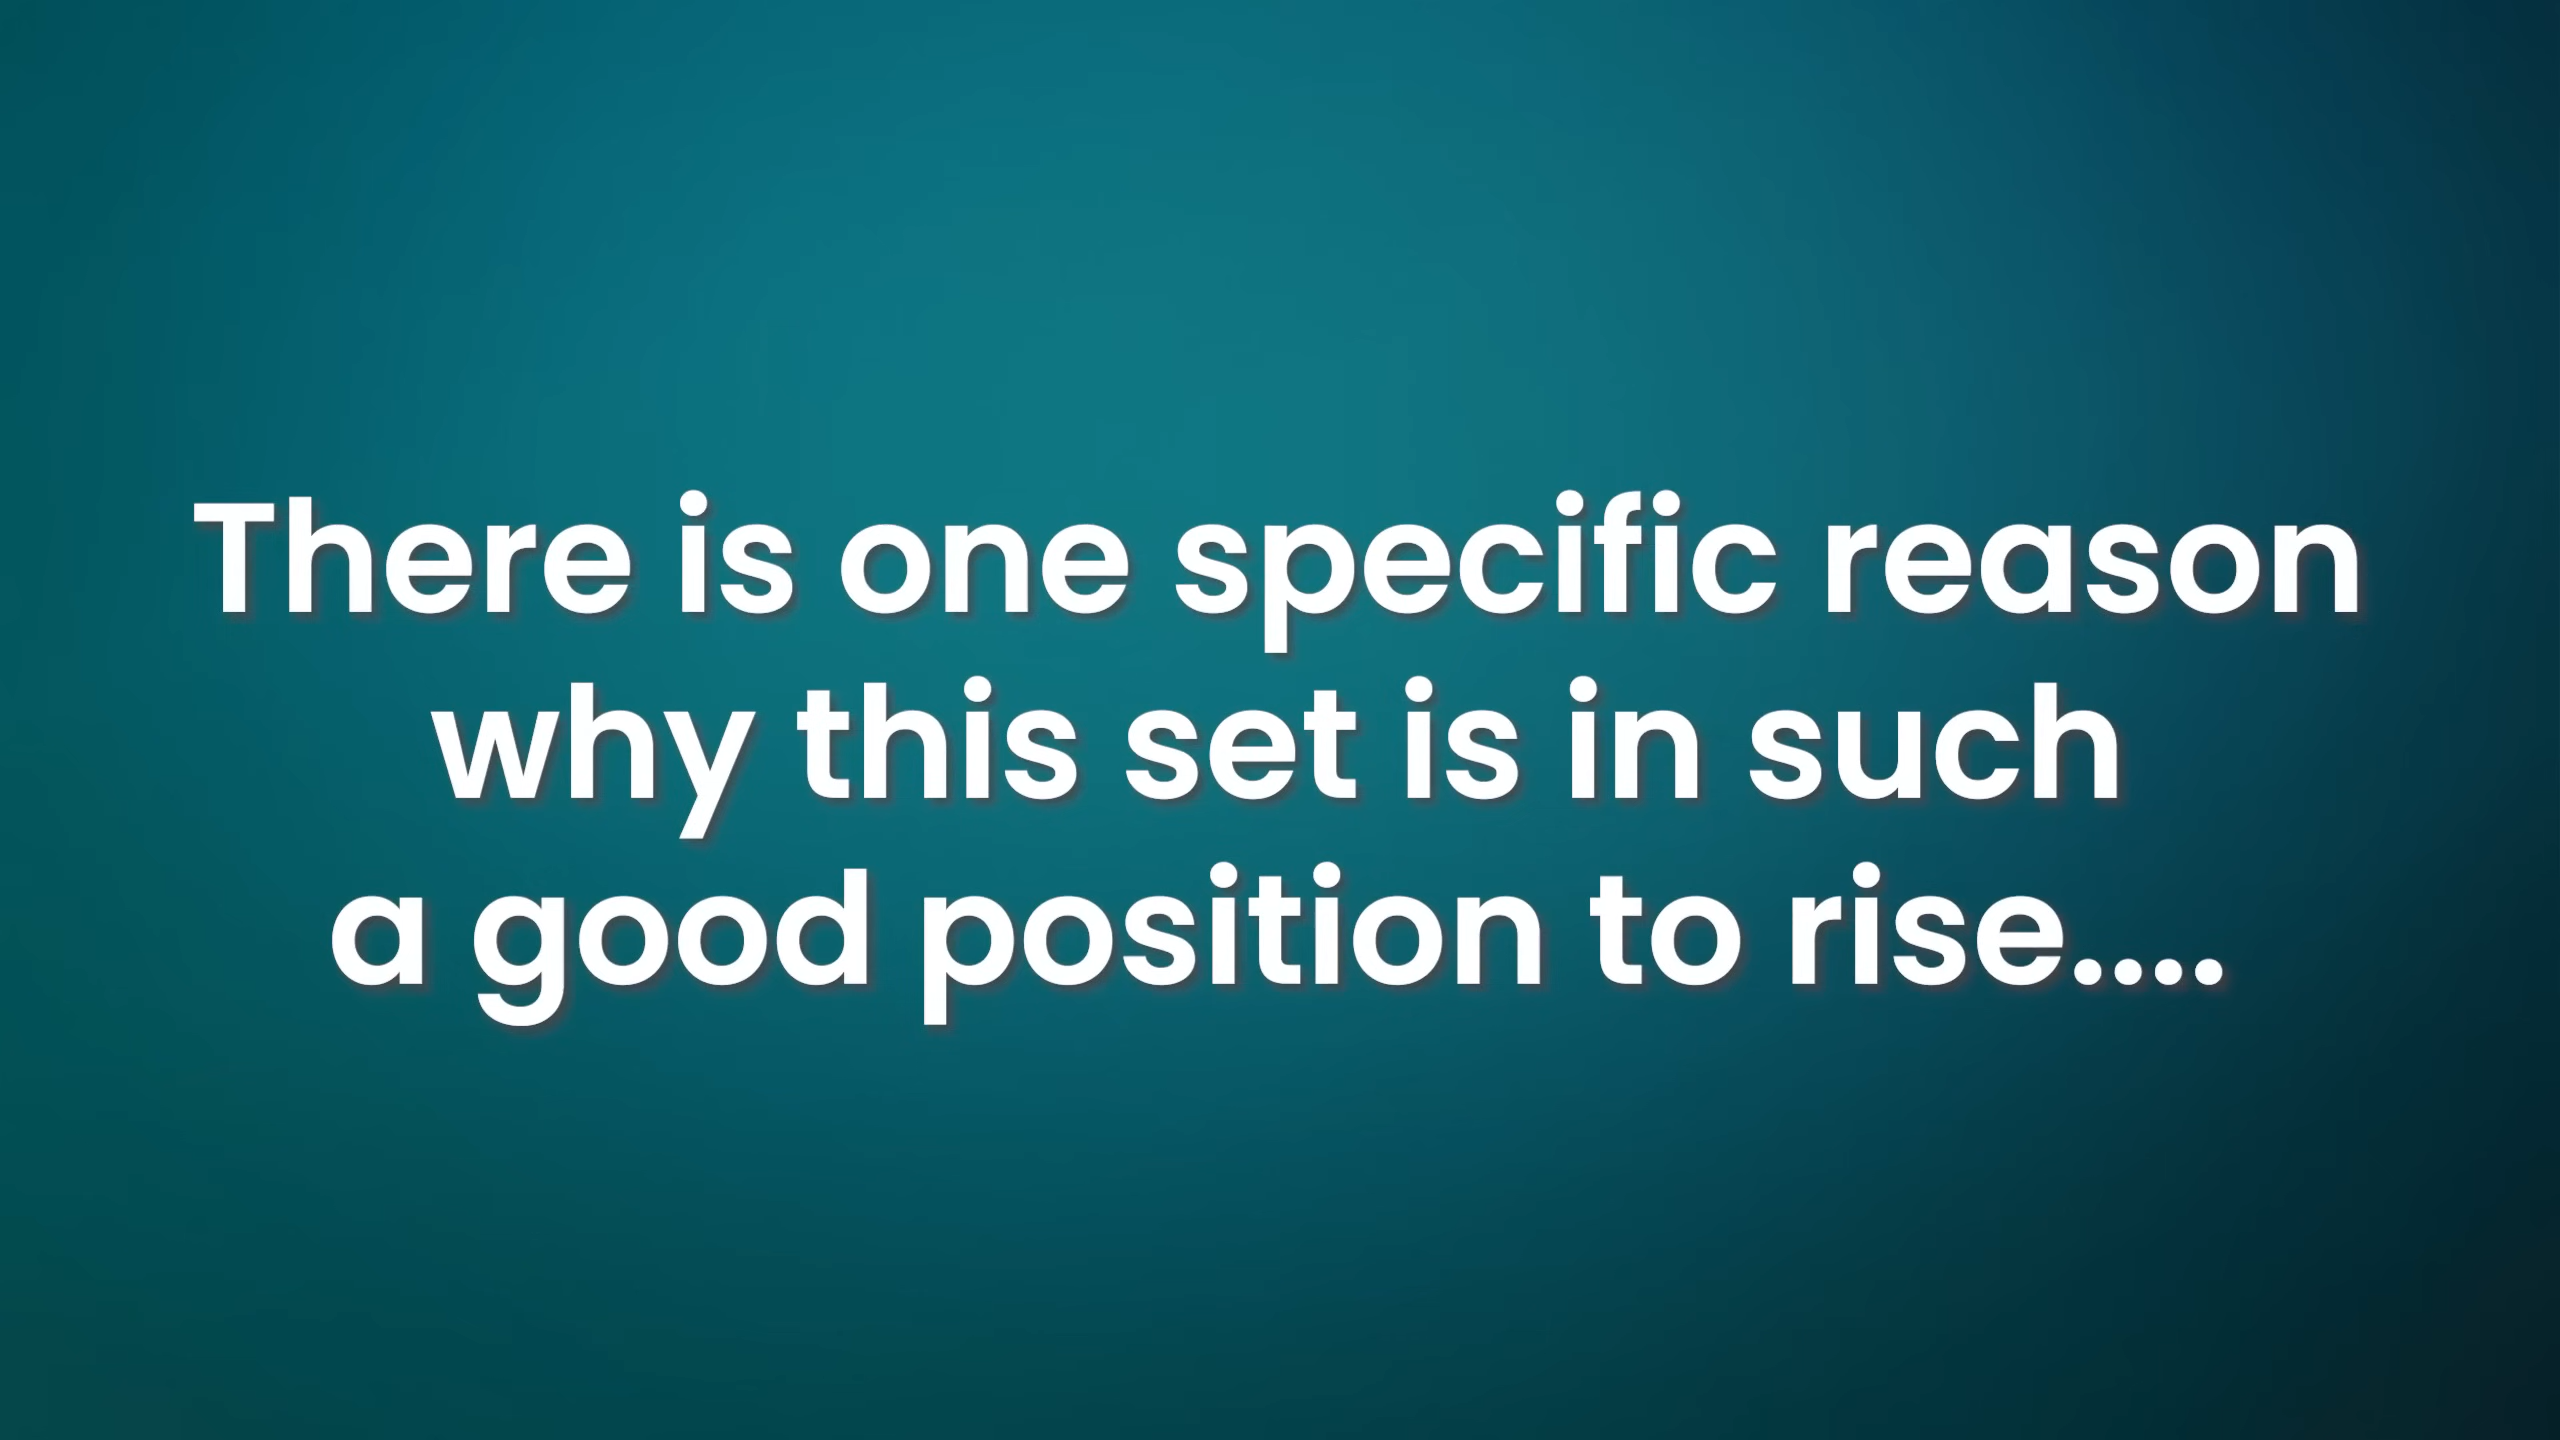 There is one specific reason
why this set is in such
a good position to rise....